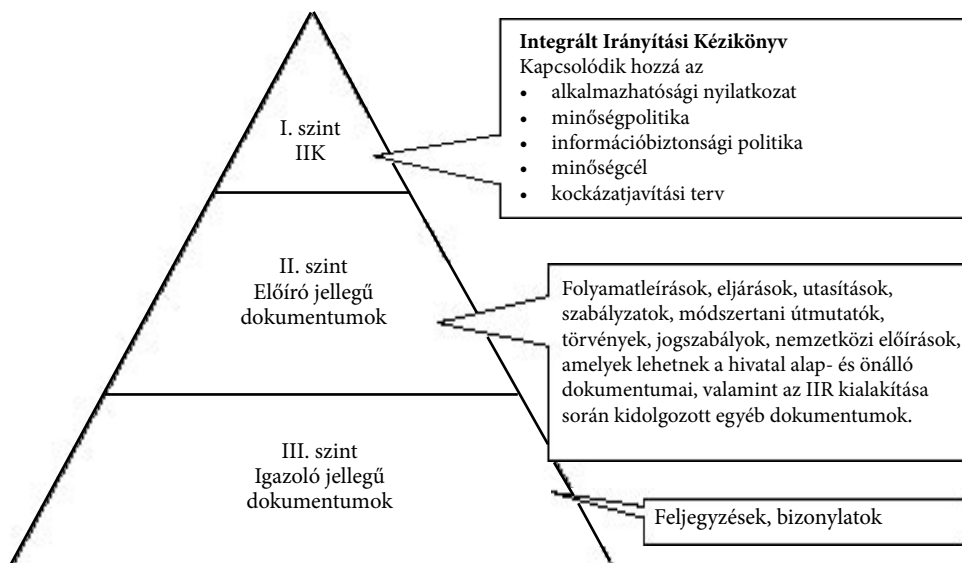 I. szint
IIK
Integrált Irányítási Kézikönyv
Kapcsolódik hozzá az
• alkalmazhatósági nyilatkozat
• minőségpolitika
• információbiztonsági politika
• minőségcél
• kockázatjavítási terv
II. szint
Előíró jellegű
dokumentumok
Folyamatleírások, eljárások, utasítások,
szabályzatok, módszertani útmutatók,
törvények, jogszabályok, nemzetközi előírások,
amelyek lehetnek a hivatal alap- és önálló
dokumentumai, valamint az IIR kialakítása
során kidolgozott egyéb dokumentumok.
III. szint
Igazoló jellegű
dokumentumok
Feljegyzések, bizonylatok